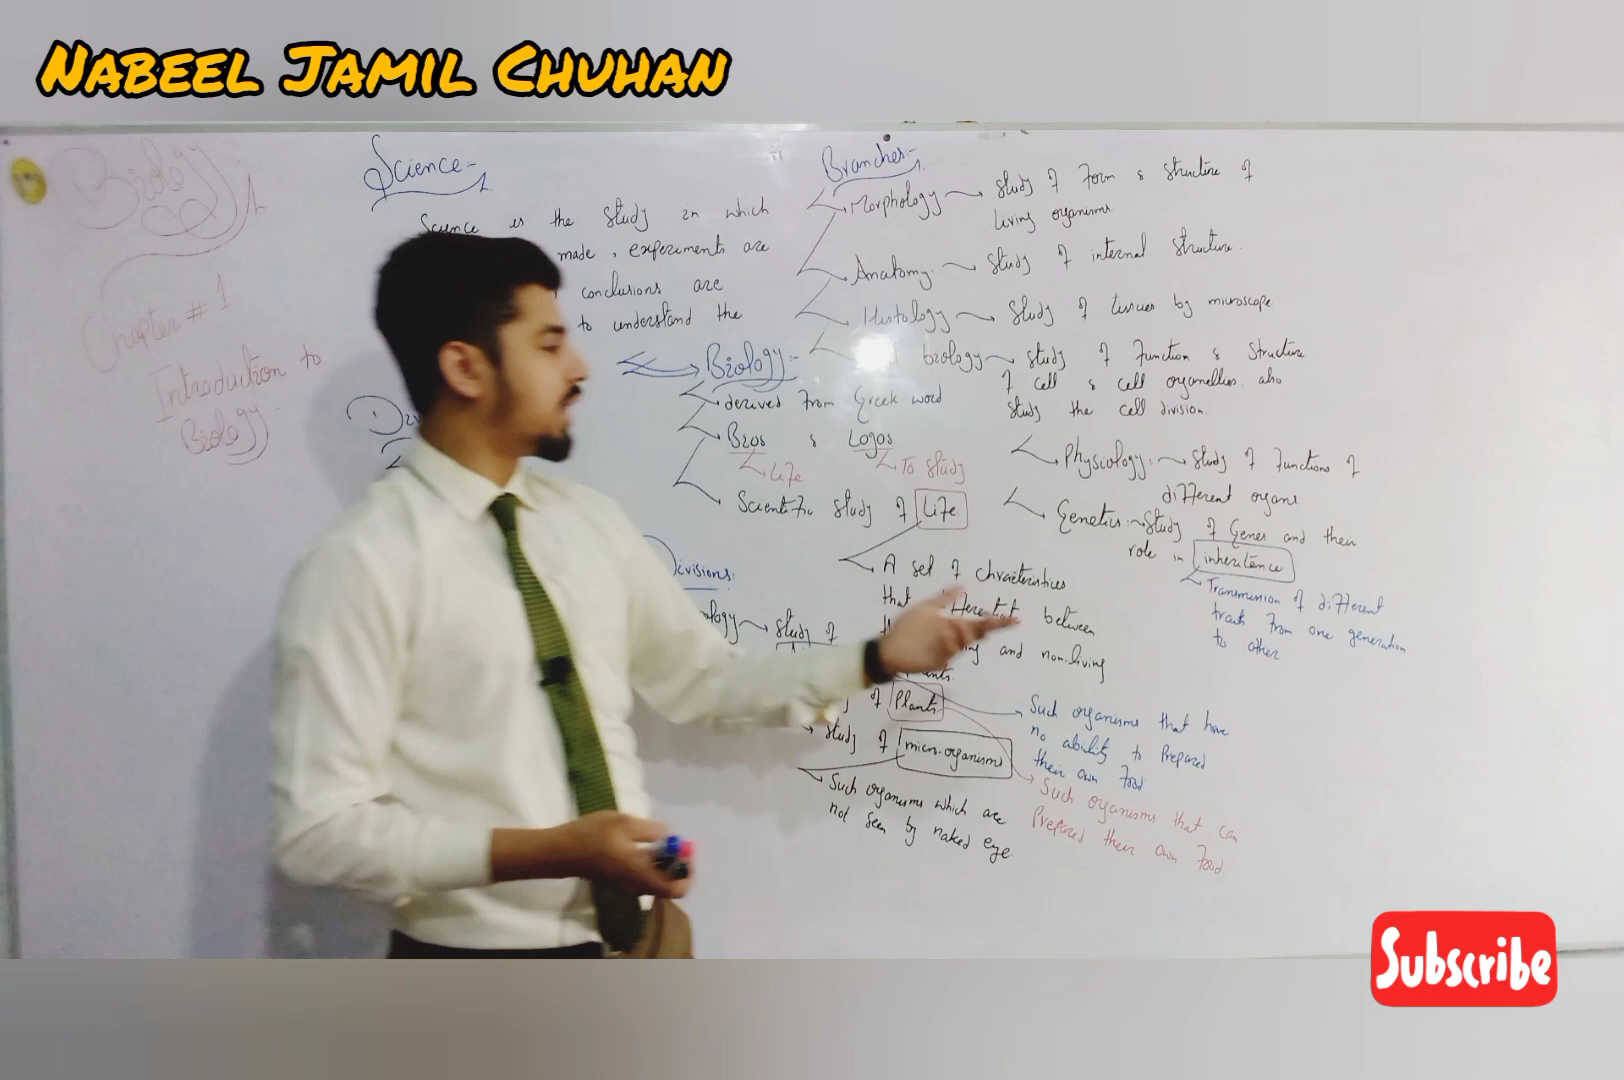 NABEEL JAMIL CHUHAN
Biology
Chapter # 1
Introduction to
Biology
Science:-
Science is the study in which
made, experiments are
conclusions are
to understand the
Biology:-
derived from Greek word
Bios & Logos
Life
To study
Scientific study of Life
A set of chracteristics
that
between
and non-living
Divisions:
study of
of Plants
study of micro-organisms
Such organisms which are
not seen by naked eye.
Such organisms that have
no ability to Prepared
their own food
Such organisms that can
Prepared their own food
Branches:-
Morphology study of form & structure of
living organisms
Anatomy. study of internal structure.
Histology study of tissues by microscope
biology study of function & structure
of cell & cell organelles. also
study the cell division.
Physiology: study of functions of
different organs
Genetics: study of Genes and their
role in inheritence
Transmission of different
traits from one generation
to other
Subscribe